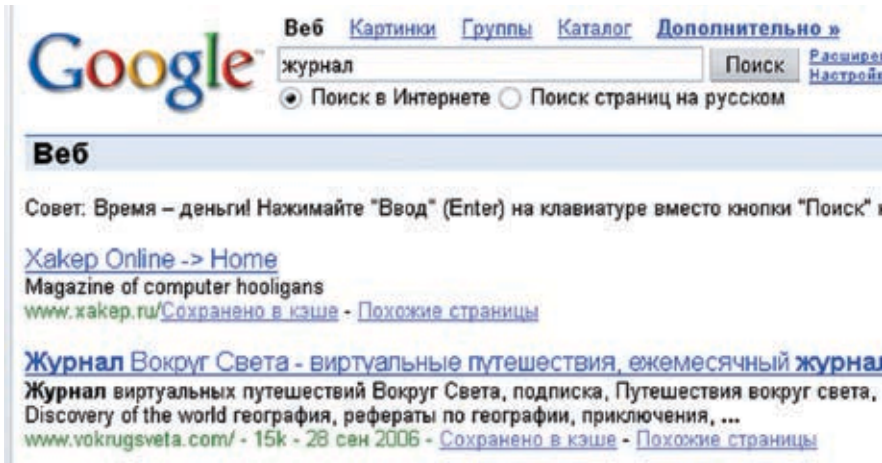 Google™
Веб Картинки Группы Каталог Дополнительно »
журнал Поиск
Поиск в Интернете Поиск страниц на русском
Веб
Совет: Время – деньги! Нажимайте "Ввод" (Enter) на клавиатуре вместо кнопки "Поиск"
Xakep Online -> Home
Magazine of computer hooligans
www.xakep.ru/Сохранено в кэше - Похожие страницы
Журнал Вокруг Света - виртуальные путешествия, ежемесячный журнал
Журнал виртуальных путешествий Вокруг Света, подписка, Путешествия вокруг света,
Discovery of the world география, рефераты по географии, приключения, ...
www.vokrugsveta.com/ - 15k - 28 сен 2006 - Сохранено в кэше - Похожие страницы